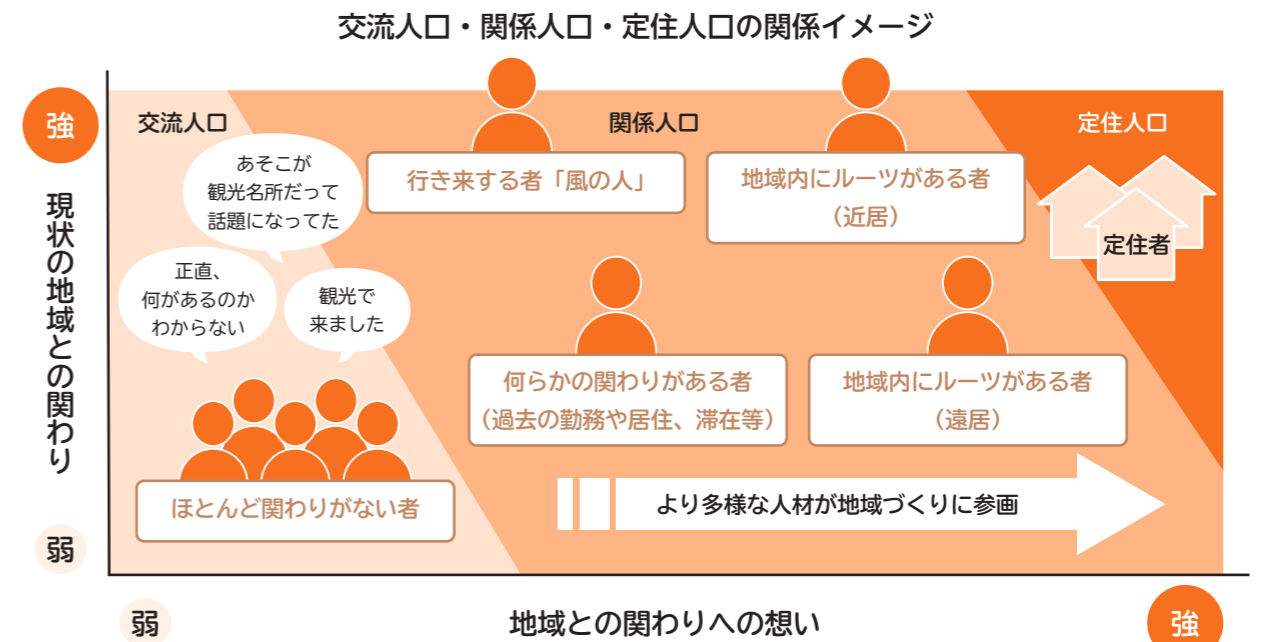 交流人口・関係人口・定住人口の関係イメージ
強
現状の地域との関わり
弱
交流人口
関係人口
定住人口
あそこが
観光名所だって
話題になってた
正直、
何があるのか
わからない
観光で
来ました
ほとんど関わりがない者
行き来する者「風の人」
地域内にルーツがある者
（近居）
何らかの関わりがある者
（過去の勤務や居住、滞在等）
地域内にルーツがある者
（遠居）
定住者
より多様な人材が地域づくりに参画
弱
地域との関わりへの想い
強